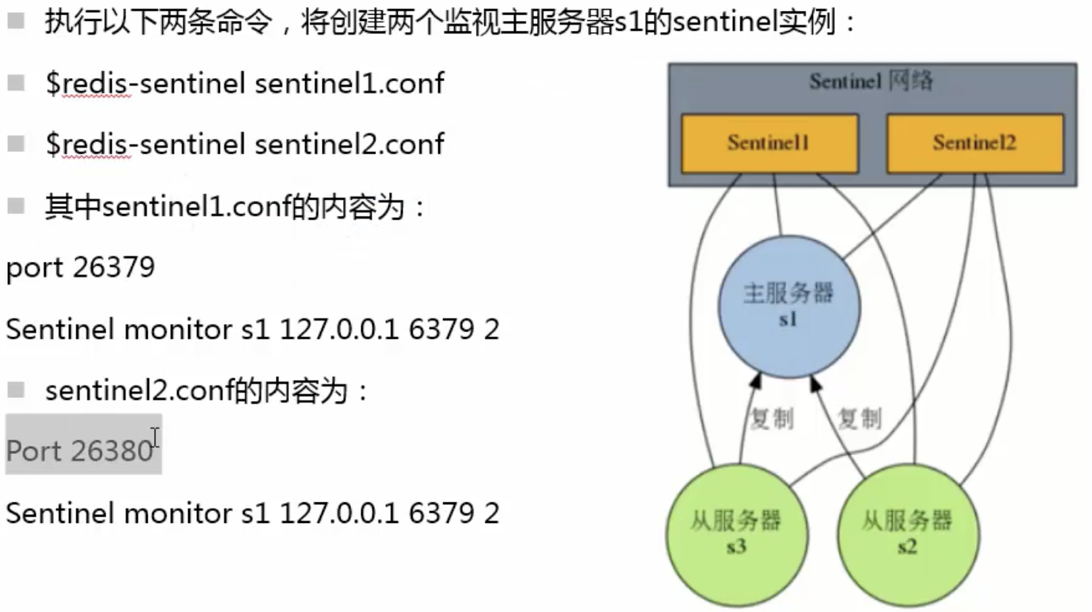 执行以下两条命令，将创建两个监视主服务器s1的sentinel实例：
$redis-sentinel sentinel1.conf
$redis-sentinel sentinel2.conf
其中sentinel1.conf的内容为：
port 26379
Sentinel monitor s1 127.0.0.1 6379 2
sentinel2.conf的内容为：
Port 26380
Sentinel monitor s1 127.0.0.1 6379 2
Sentinel 网络
Sentinel1
Sentinel2
主服务器
s1
复制
复制
从服务器
s3
从服务器
s2